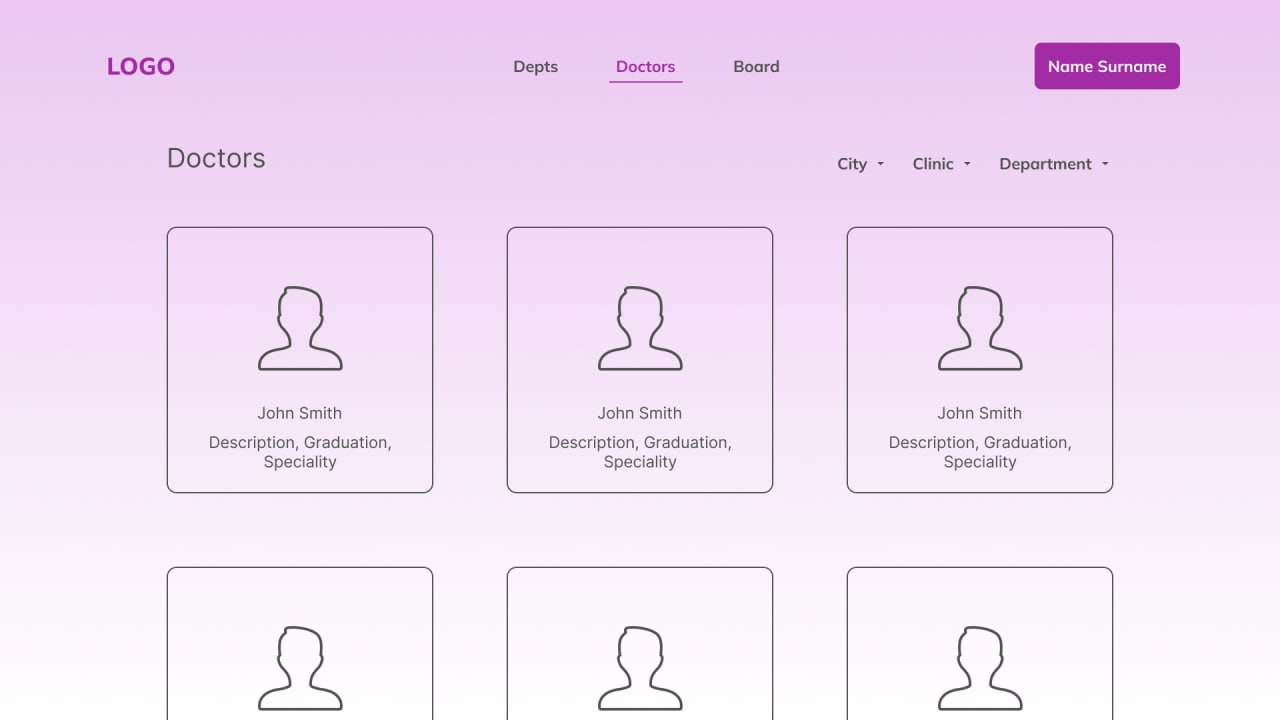 LOGO
Depts
Doctors
Board
Name Surname
Doctors
City
Clinic
Department
John Smith
Description, Graduation,
Speciality
John Smith
Description, Graduation,
Speciality
John Smith
Description, Graduation,
Speciality